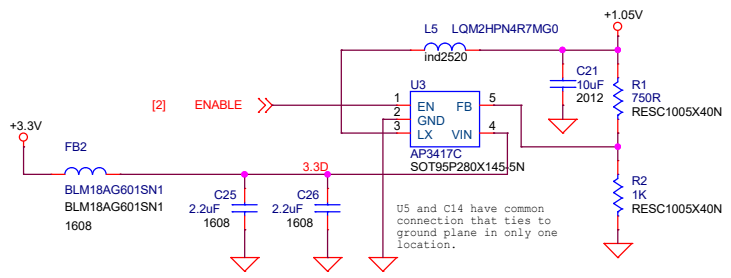 +1.05V
L5 LQM2HPN4R7MG0
ind2520
C21
10uF
2012
R1
750R
RESC1005X40N
U3
[2] ENABLE
1 EN FB 5
2 GND
3 LX VIN 4
AP3417C
SOT95P280X145-5N
+3.3V
FB2
BLM18AG601SN1
BLM18AG601SN1
1608
3.3D
C25
2.2uF
1608
C26
2.2uF
1608
R2
1K
RESC1005X40N
U5 and C14 have common
connection that ties to
ground plane in only one
location.